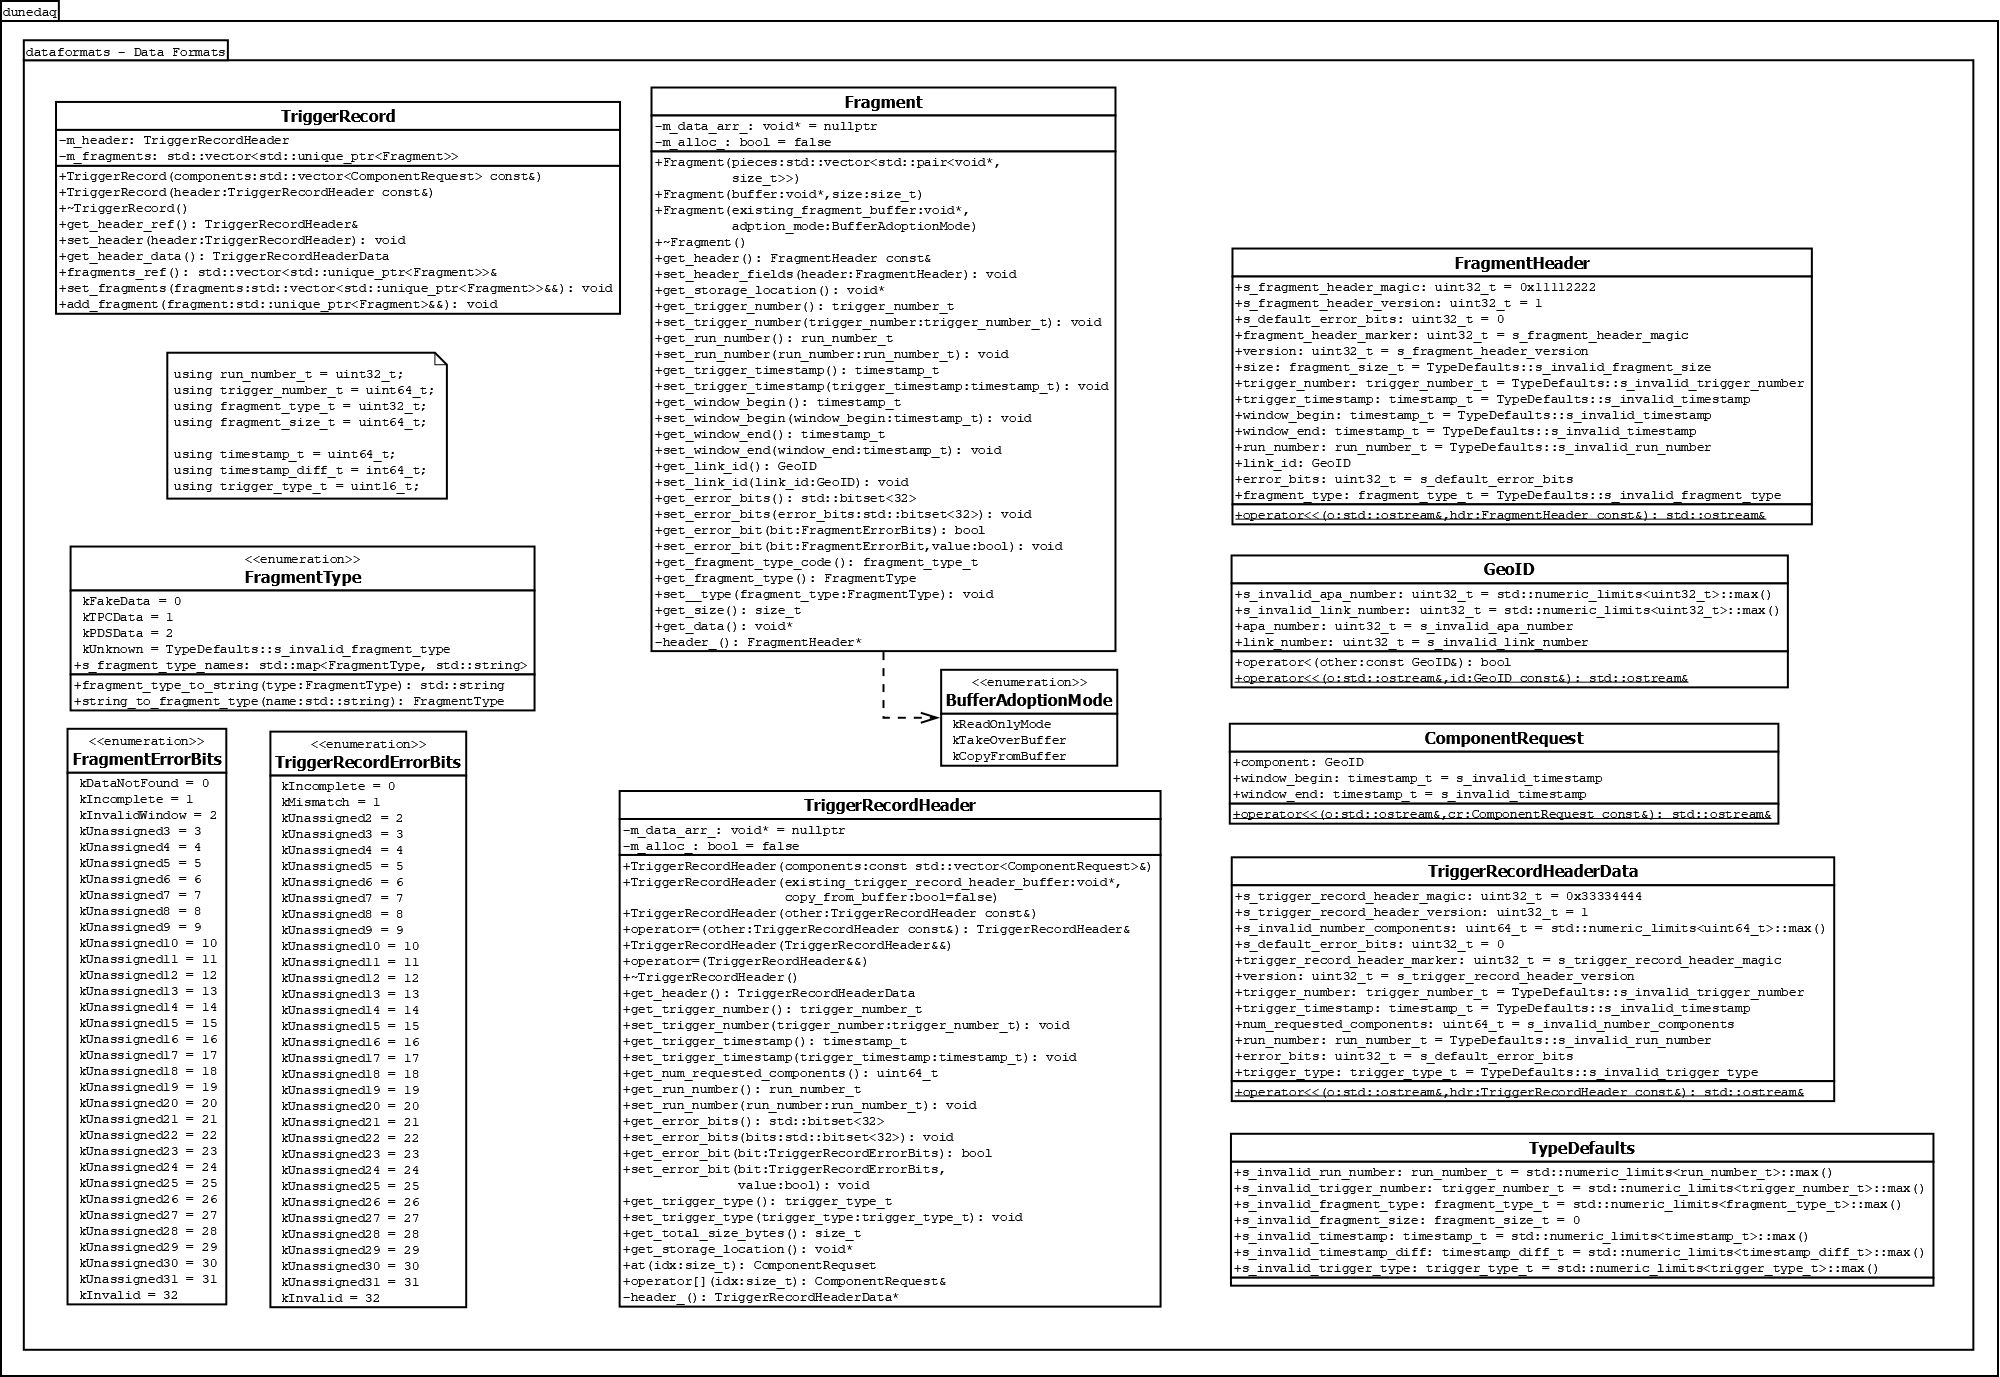 dunedaq
dataformats - Data Formats
TriggerRecord
-m_header: TriggerRecordHeader
-m_fragments: std::vector<std::unique_ptr<Fragment>>
+TriggerRecord(components:std::vector<ComponentRequest> const&)
+TriggerRecord(header:TriggerRecordHeader const&)
+~TriggerRecord()
+get_header_ref(): TriggerRecordHeader&
+set_header(header:TriggerRecordHeader): void
+get_header_data(): TriggerRecordHeaderData
+fragments_ref(): std::vector<std::unique_ptr<Fragment>>&
+set_fragments(fragments:std::vector<std::unique_ptr<Fragment>>&&): void
+add_fragment(fragment:std::unique_ptr<Fragment>&&): void
using run_number_t = uint32_t;
using trigger_number_t = uint64_t;
using fragment_type_t = uint32_t;
using fragment_size_t = uint64_t;
using timestamp_t = uint64_t;
using timestamp_diff_t = int64_t;
using trigger_type_t = uint16_t;
<<enumeration>>
FragmentType
kFakeData = 0
kTPCData = 1
kPDSData = 2
kUnknown = TypeDefaults::s_invalid_fragment_type
+s_fragment_type_names: std::map<FragmentType, std::string>
+fragment_type_to_string(type:FragmentType): std::string
+string_to_fragment_type(name:std::string): FragmentType
<<enumeration>>
FragmentErrorBits
kDataNotFound = 0
kIncomplete = 1
kInvalidWindow = 2
kUnassigned3 = 3
kUnassigned4 = 4
kUnassigned5 = 5
kUnassigned6 = 6
kUnassigned7 = 7
kUnassigned8 = 8
kUnassigned9 = 9
kUnassigned10 = 10
kUnassigned11 = 11
kUnassigned12 = 12
kUnassigned13 = 13
kUnassigned14 = 14
kUnassigned15 = 15
kUnassigned16 = 16
kUnassigned17 = 17
kUnassigned18 = 18
kUnassigned19 = 19
kUnassigned20 = 20
kUnassigned21 = 21
kUnassigned22 = 22
kUnassigned23 = 23
kUnassigned24 = 24
kUnassigned25 = 25
kUnassigned26 = 26
kUnassigned27 = 27
kUnassigned28 = 28
kUnassigned29 = 29
kUnassigned30 = 30
kUnassigned31 = 31
kInvalid = 32
<<enumeration>>
TriggerRecordErrorBits
kIncomplete = 0
kMismatch = 1
kUnassigned2 = 2
kUnassigned3 = 3
kUnassigned4 = 4
kUnassigned5 = 5
kUnassigned6 = 6
kUnassigned7 = 7
kUnassigned8 = 8
kUnassigned9 = 9
kUnassigned10 = 10
kUnassigned11 = 11
kUnassigned12 = 12
kUnassigned13 = 13
kUnassigned14 = 14
kUnassigned15 = 15
kUnassigned16 = 16
kUnassigned17 = 17
kUnassigned18 = 18
kUnassigned19 = 19
kUnassigned20 = 20
kUnassigned21 = 21
kUnassigned22 = 22
kUnassigned23 = 23
kUnassigned24 = 24
kUnassigned25 = 25
kUnassigned26 = 26
kUnassigned27 = 27
kUnassigned28 = 28
kUnassigned29 = 29
kUnassigned30 = 30
kUnassigned31 = 31
kInvalid = 32
Fragment
-m_data_arr_: void* = nullptr
-m_alloc_: bool = false
+Fragment(pieces:std::vector<std::pair<void*,
size_t>>)
+Fragment(buffer:void*,size:size_t)
+Fragment(existing_fragment_buffer:void*,
adption_mode:BufferAdoptionMode)
+~Fragment()
+get_header(): FragmentHeader const&
+set_header_fields(header:FragmentHeader): void
+get_storage_location(): void*
+get_trigger_number(): trigger_number_t
+set_trigger_number(trigger_number:trigger_number_t): void
+get_run_number(): run_number_t
+set_run_number(run_number:run_number_t): void
+get_trigger_timestamp(): timestamp_t
+set_trigger_timestamp(trigger_timestamp:timestamp_t): void
+get_window_begin(): timestamp_t
+set_window_begin(window_begin:timestamp_t): void
+get_window_end(): timestamp_t
+set_window_end(window_end:timestamp_t): void
+get_link_id(): GeoID
+set_link_id(link_id:GeoID): void
+get_error_bits(): std::bitset<32>
+set_error_bits(error_bits:std::bitset<32>): void
+get_error_bit(bit:FragmentErrorBits): bool
+set_error_bit(bit:FragmentErrorBit,value:bool): void
+get_fragment_type_code(): fragment_type_t
+get_fragment_type(): FragmentType
+set__type(fragment_type:FragmentType): void
+get_size(): size_t
+get_data(): void*
-header_(): FragmentHeader*
<<enumeration>>
BufferAdoptionMode
kReadOnlyMode
kTakeOverBuffer
kCopyFromBuffer
TriggerRecordHeader
-m_data_arr_: void* = nullptr
-m_alloc_: bool = false
+TriggerRecordHeader(components:const std::vector<ComponentRequest>&)
+TriggerRecordHeader(existing_trigger_record_header_buffer:void*,
copy_from_buffer:bool=false)
+TriggerRecordHeader(other:TriggerRecordHeader const&)
+operator=(other:TriggerRecordHeader const&): TriggerRecordHeader&
+TriggerRecordHeader(TriggerRecordHeader&&)
+operator=(TriggerReordHeader&&)
+~TriggerRecordHeader()
+get_header(): TriggerRecordHeaderData
+get_trigger_number(): trigger_number_t
+set_trigger_number(trigger_number:trigger_number_t): void
+get_trigger_timestamp(): timestamp_t
+set_trigger_timestamp(trigger_timestamp:timestamp_t): void
+get_num_requested_components(): uint64_t
+get_run_number(): run_number_t
+set_run_number(run_number:run_number_t): void
+get_error_bits(): std::bitset<32>
+set_error_bits(bits:std::bitset<32>): void
+get_error_bit(bit:TriggerRecordErrorBits): bool
+set_error_bit(bit:TriggerRecordErrorBits,
value:bool): void
+get_trigger_type(): trigger_type_t
+set_trigger_type(trigger_type:trigger_type_t): void
+get_total_size_bytes(): size_t
+get_storage_location(): void*
+at(idx:size_t): ComponentRequset
+operator[](idx:size_t): ComponentRequest&
-header_(): TriggerRecordHeaderData*
FragmentHeader
+s_fragment_header_magic: uint32_t = 0x11112222
+s_fragment_header_version: uint32_t = 1
+s_default_error_bits: uint32_t = 0
+fragment_header_marker: uint32_t = s_fragment_header_magic
+version: uint32_t = s_fragment_header_version
+size: fragment_size_t = TypeDefaults::s_invalid_fragment_size
+trigger_number: trigger_number_t = TypeDefaults::s_invalid_trigger_number
+trigger_timestamp: timestamp_t = TypeDefaults::s_invalid_timestamp
+window_begin: timestamp_t = TypeDefaults::s_invalid_timestamp
+window_end: timestamp_t = TypeDefaults::s_invalid_timestamp
+run_number: run_number_t = TypeDefaults::s_invalid_run_number
+link_id: GeoID
+error_bits: uint32_t = s_default_error_bits
+fragment_type: fragment_type_t = TypeDefaults::s_invalid_fragment_type
+operator<<(o:std::ostream&,hdr:FragmentHeader const&): std::ostream&
GeoID
+s_invalid_apa_number: uint32_t = std::numeric_limits<uint32_t>::max()
+s_invalid_link_number: uint32_t = std::numeric_limits<uint32_t>::max()
+apa_number: uint32_t = s_invalid_apa_number
+link_number: uint32_t = s_invalid_link_number
+operator<(other:const GeoID&): bool
+operator<<(o:std::ostream&,id:GeoID const&): std::ostream&
ComponentRequest
+component: GeoID
+window_begin: timestamp_t = s_invalid_timestamp
+window_end: timestamp_t = s_invalid_timestamp
+operator<<(o:std::ostream&,cr:ComponentRequest const&): std::ostream&
TriggerRecordHeaderData
+s_trigger_record_header_magic: uint32_t = 0x33334444
+s_trigger_record_header_version: uint32_t = 1
+s_invalid_number_components: uint64_t = std::numeric_limits<uint64_t>::max()
+s_default_error_bits: uint32_t = 0
+trigger_record_header_marker: uint32_t = s_trigger_record_header_magic
+version: uint32_t = s_trigger_record_header_version
+trigger_number: trigger_number_t = TypeDefaults::s_invalid_trigger_number
+trigger_timestamp: timestamp_t = TypeDefaults::s_invalid_timestamp
+num_requested_components: uint64_t = s_invalid_number_components
+run_number: run_number_t = TypeDefaults::s_invalid_run_number
+error_bits: uint32_t = s_default_error_bits
+trigger_type: trigger_type_t = TypeDefaults::s_invalid_trigger_type
+operator<<(o:std::ostream&,hdr:TriggerRecordHeader const&): std::ostream&
TypeDefaults
+s_invalid_run_number: run_number_t = std::numeric_limits<run_number_t>::max()
+s_invalid_trigger_number: trigger_number_t = std::numeric_limits<trigger_number_t>::max()
+s_invalid_fragment_type: fragment_type_t = std::numeric_limits<fragment_type_t>::max()
+s_invalid_fragment_size: fragment_size_t = 0
+s_invalid_timestamp: timestamp_t = std::numeric_limits<timestamp_t>::max()
+s_invalid_timestamp_diff: timestamp_diff_t = std::numeric_limits<timestamp_diff_t>::max()
+s_invalid_trigger_type: trigger_type_t = std::numeric_limits<trigger_type_t>::max()